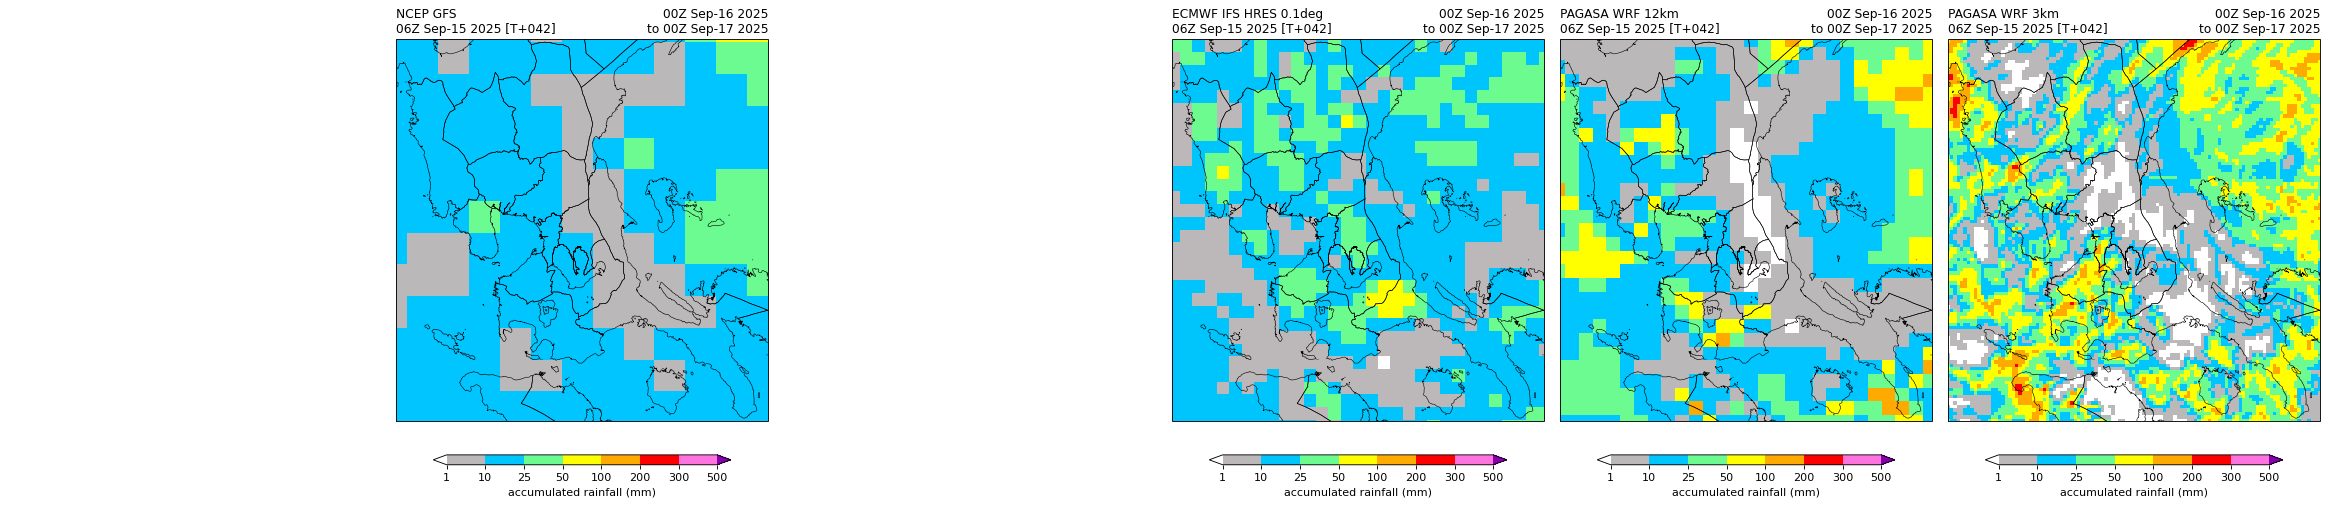 NCEP GFS 00Z Sep-16 2025
06Z Sep-15 2025 [T+042] to 00Z Sep-17 2025
1 10 25 50 100 200 300 500
accumulated rainfall (mm)
ECMWF IFS HRES 0.1deg 00Z Sep-16 2025
06Z Sep-15 2025 [T+042] to 00Z Sep-17 2025
1 10 25 50 100 200 300 500
accumulated rainfall (mm)
PAGASA WRF 12km 00Z Sep-16 2025
06Z Sep-15 2025 [T+042] to 00Z Sep-17 2025
1 10 25 50 100 200 300 500
accumulated rainfall (mm)
PAGASA WRF 3km 00Z Sep-16 2025
06Z Sep-15 2025 [T+042] to 00Z Sep-17 2025
1 10 25 50 100 200 300 500
accumulated rainfall (mm)